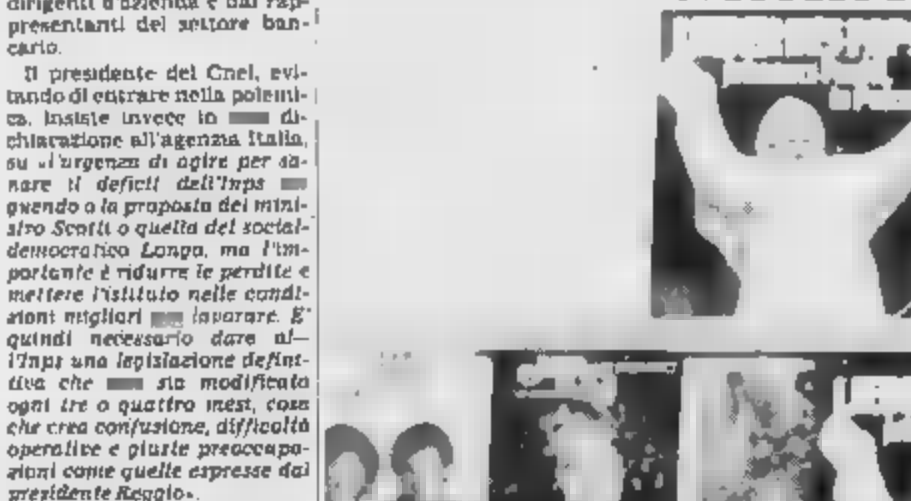 dirigenti d'azienda e dai rap-
presentanti del settore ban-
cario.
Il presidente del Cnel, evi-
tando di entrare nella polemi-
ca, insiste invece in di-
chiarazione all'agenzia Italia,
su «l'urgenza di agire per sa-
nare il deficit dell'Inps
guendo o la proposta del mini-
stro Scotti o quella del social-
democratico Longo, ma l'im-
portante è ridurre le perdite e
mettere l'istituto nelle condi-
zioni migliori lavorare. E'
quindi necessario dare al-
l'Inps una legislazione defini-
tiva che sia modificata
ogni tre o quattro mesi, cosa
che crea confusione, difficoltà
operative e giuste preoccupa-
zioni come quelle espresse dal
presidente Reggio».